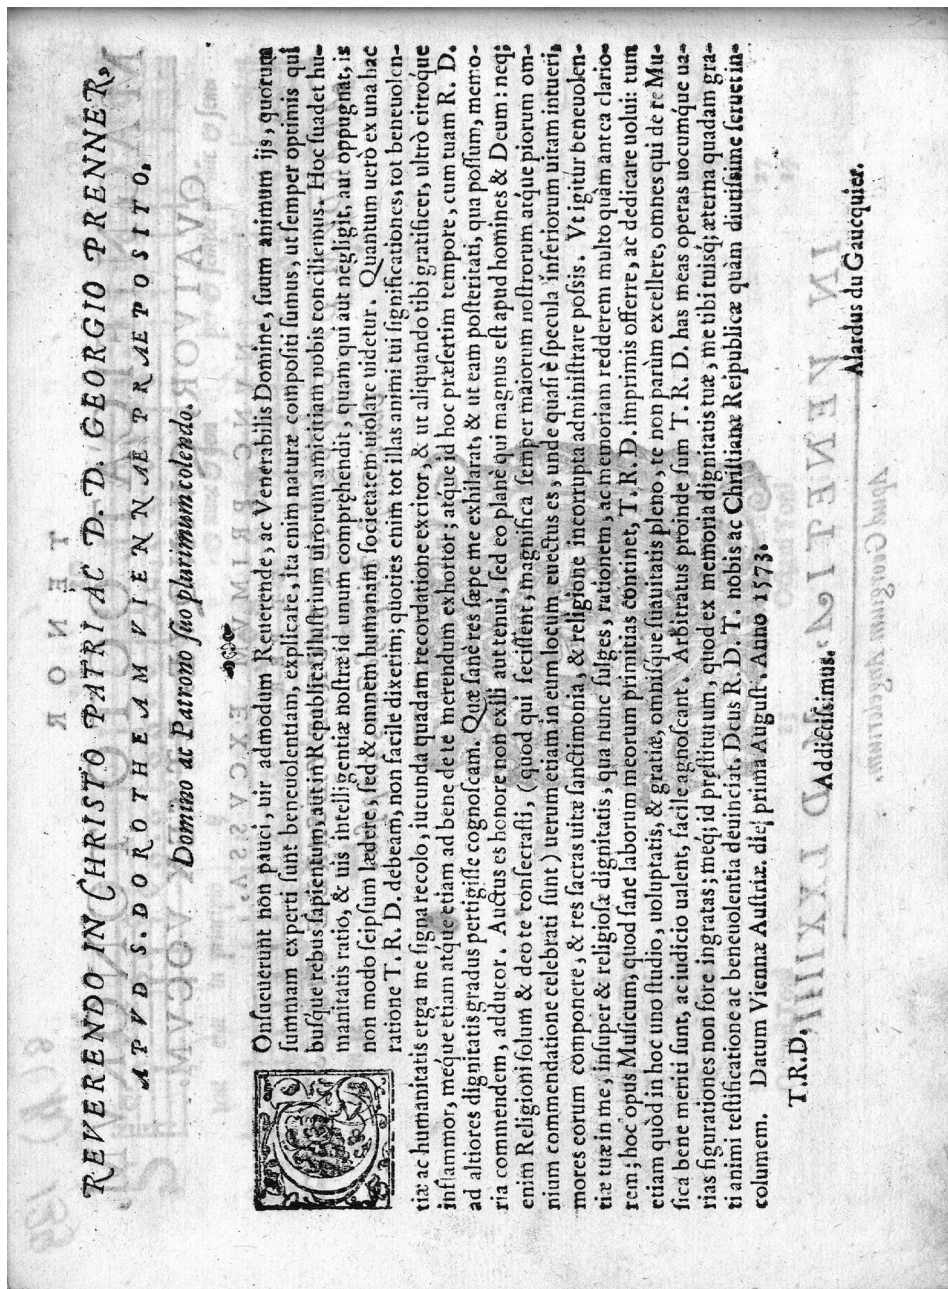 TENOR
REVERENDO IN CHRISTO PATRI AC D. D. GEORGIO PRENNER,
APVD S. DOROTHEAM VIENNAE PRAEPOSITO,
Domino ac Patrono suo plurimum colendo.
COnsueuerunt non pauci, uir admodum Reuerende, ac Venerabilis Domine, suum animum ijs, quorum
summam experti sunt beneuolentiam, explicare, ita enim naturæ compositi sumus, ut semper optimis qui
busque rebus sapientum, aut in Republica illustrium uirorum amicitiam nobis conciliemus. Hoc suadet hu-
manitatis ratio, & uis intelligentiæ nostræ id unum compręhendit, quam qui aut negligit, aut oppugnat, is
non modo seipsum lædere, sed & omnem humanam societatem uiolare uidetur. Quantum uerò ex una hac
ratione T. R. D. debeam, non facile dixerim; quoties enim tot illas animi tui significationes, tot beneuolen-
tiæ ac humanitatis erga me signa recolo, iucunda quadam recordatione excitor, & ut aliquando tibi gratificer, ultrò citróque
inflammor, meque etiam atque etiam ad bene de te merendum exhortor; atque id hoc præsertim tempore, cum tuam R. D.
ad altiores dignitatis gradus pertigisse cognoscam. Quæ sanè res sæpe me exhilarat, & ut eam posteritati, qua possum, memo-
ria commendem, adducor. Auctus es honore non exili aut tenui, sed eo planè qui magnus est apud homines & Deum: neq;
enim Religioni solum & deo te consecrasti, (quod qui fecissent, magnifica semper maiorum nostrorum atque piorum om-
nium commendatione celebrati sunt) uerum etiam in eum locum euectus es, unde quasi è specula inferiorum uitam intueri,
mores eorum componere, & res sacras uitæ sanctimonia, & religione incorrupta administrare possis. Vt igitur beneuolen-
tiæ tuæ in me, insuper & religiosæ dignitatis, qua nunc fulges, rationem, ac memoriam redderem multo quàm antea clario-
rem; hoc opus Musicum, quod sane laborum meorum primitias continet, T. R. D. imprimis offerre, ac dedicare uolui: tum
etiam quòd in hoc uno studio, uoluptatis, & gratiæ, omnisque suauitatis pleno, te non parum excellere, omnes qui de re Mu-
sica bene meriti sunt, ac iudicio ualent, facile agnoscant. Arbitratus proinde sum T. R. D. has meas operas uocumque ua-
rias figurationes non fore ingratas; meq; id pręstiturum, quod ex memoria dignitatis tuæ, me tibi tuisq; æterna quadam gra-
ti animi testificatione ac beneuolentia deuinciat. Deus R. D. T. nobis ac Christianæ Reipublicæ quàm diutissime seruet in-
columem. Datum Viennæ Austriæ. die prima August. Anno 1573.
T.R.D,
Addictissimus.
Alardus du Gaucquier.